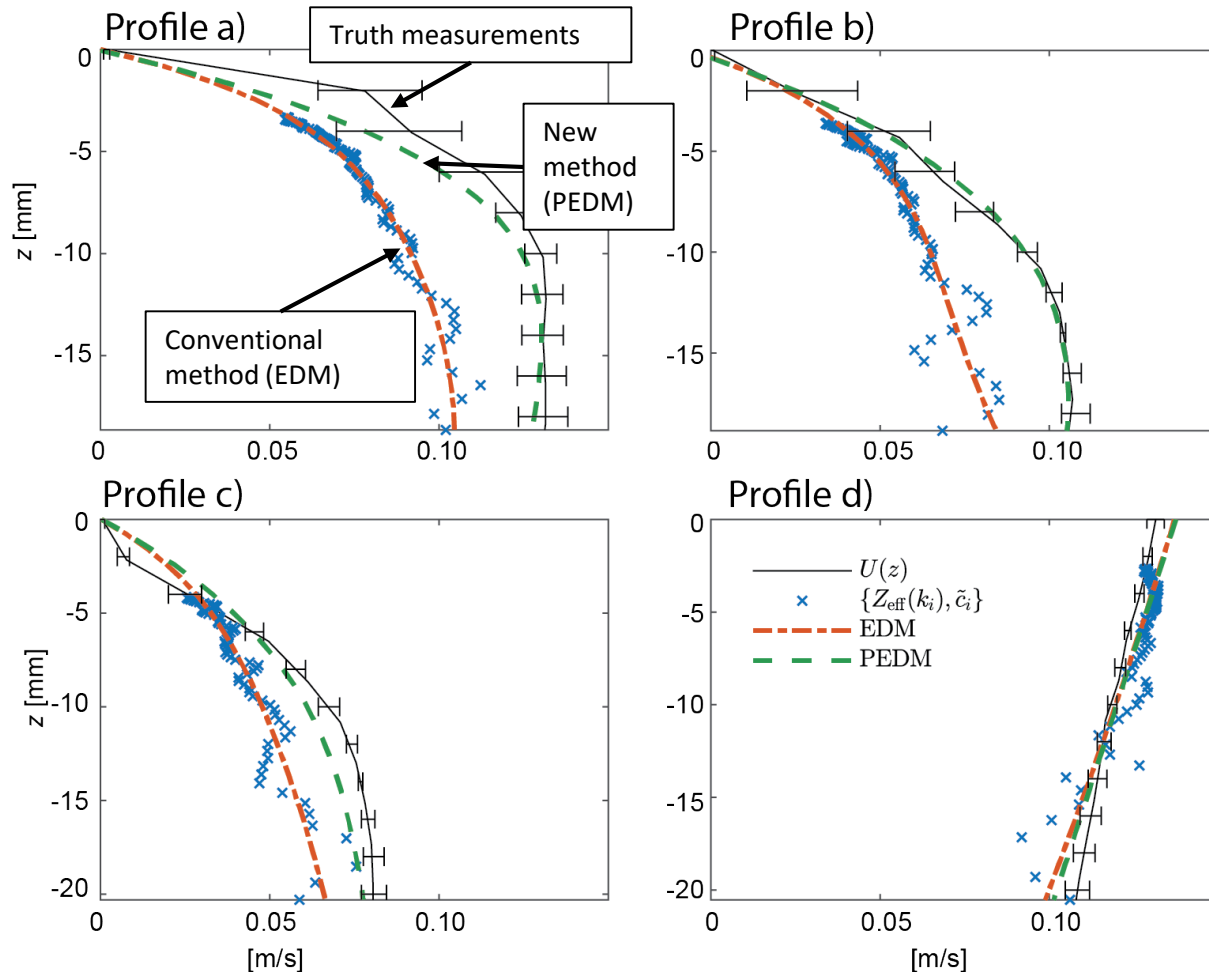 Profile a)
Truth measurements
New
method
(PEDM)
Conventional
method (EDM)
z [mm]
0
-5
-10
-15
0
0.05
0.10
Profile b)
0
-5
-10
-15
0
0.05
0.10
Profile c)
z [mm]
0
-5
-10
-15
-20
0
0.05
0.10
[m/s]
Profile d)
U(z)
{Z_eff(k_i), c̃_i}
EDM
PEDM
0
-5
-10
-15
-20
0
0.05
0.10
[m/s]